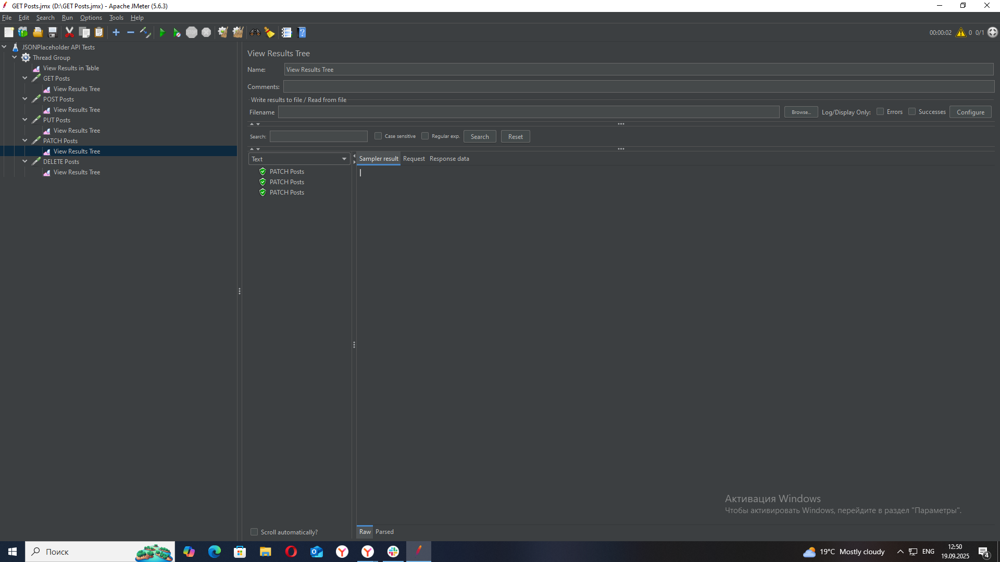 GET Posts.jmx (D:\GET Posts.jmx) - Apache JMeter (5.6.3)
File Edit Search Run Options Tools Help
STOP
00:00:02 0 0/1
JSONPlaceholder API Tests
Thread Group
View Results in Table
GET Posts
View Results Tree
POST Posts
View Results Tree
PUT Posts
View Results Tree
PATCH Posts
View Results Tree
DELETE Posts
View Results Tree
View Results Tree
Name: View Results Tree
Comments:
Write results to file / Read from file
Filename Browse... Log/Display Only: Errors Successes Configure
Search: Case sensitive Regular exp. Search Reset
Text
PATCH Posts
PATCH Posts
PATCH Posts
Scroll automatically?
Sampler result Request Response data
Raw Parsed
Активация Windows
Чтобы активировать Windows, перейдите в раздел "Параметры".
Поиск
19°C Mostly cloudy
ENG
12:50
19.09.2025
4